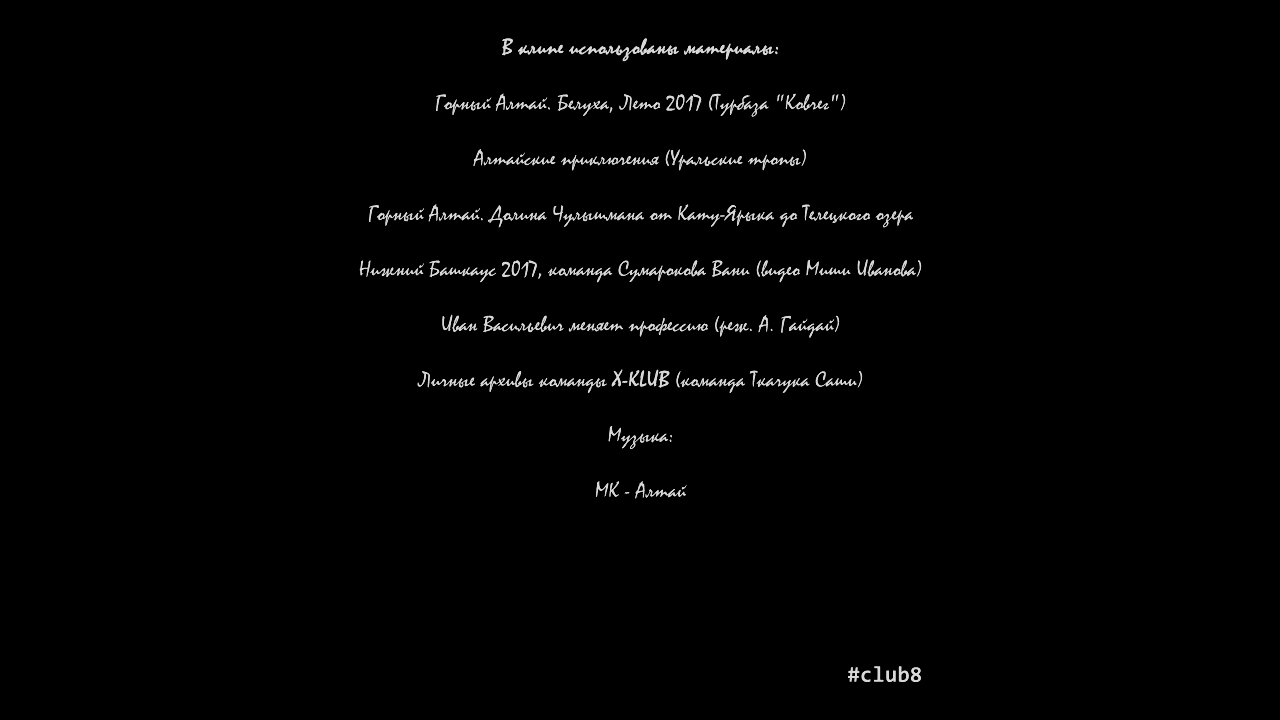 В клипе использованы материалы:
Горный Алтай. Белуха, Лето 2017 (Турбаза "Ковчег")
Алтайские приключения (Уральские тропы)
Горный Алтай. Долина Чулышмана от Кату-Ярыка до Телецкого озера
Нижний Башкаус 2017, команда Сумарокова Вани (видео Миши Иванова)
Иван Васильевич меняет профессию (реж. А. Гайдай)
Личные архивы команды X-KLUB (команда Ткачука Саши)
Музыка:
МК - Алтай
#club8